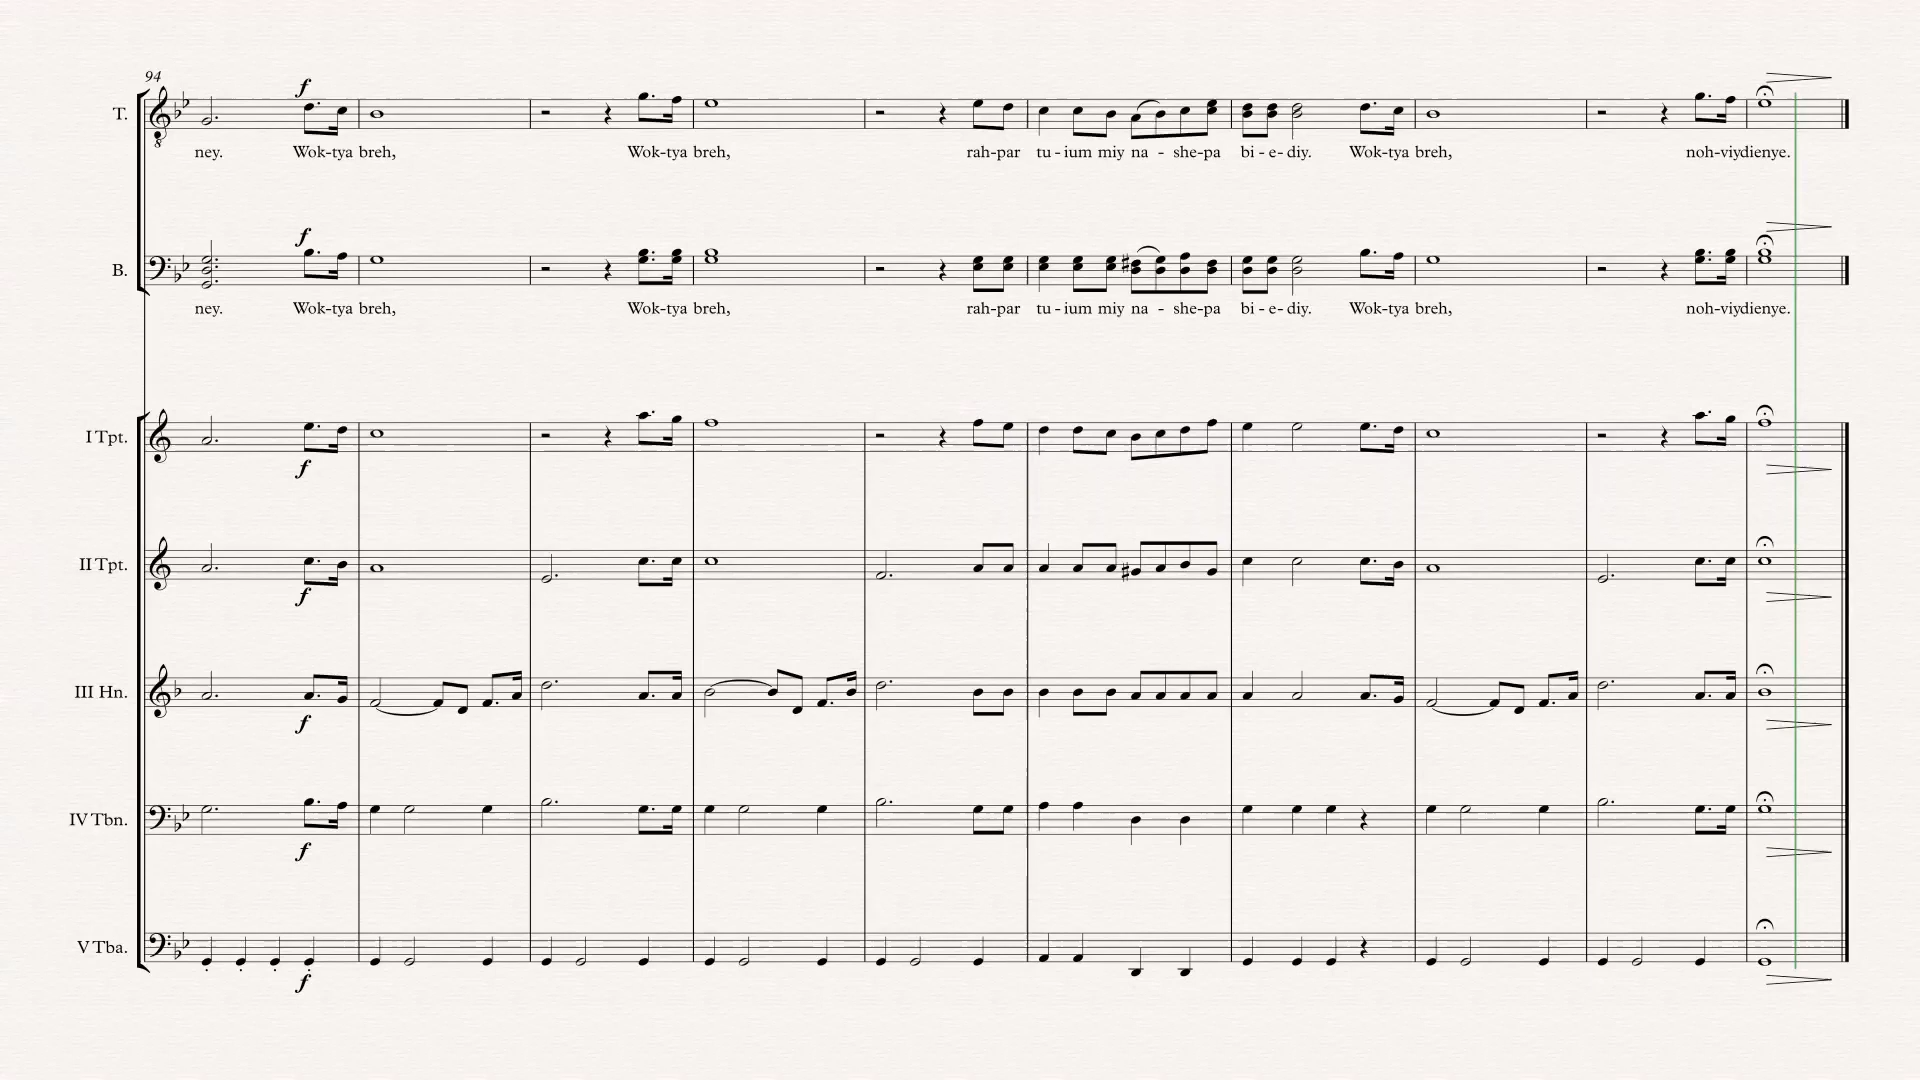 94
f
T.
ney. Wok-tya breh, Wok-tya breh, rah-par tu-ium miy na - she-pa bi-e-diy. Wok-tya breh, noh-viydienye.
f
B.
ney. Wok-tya breh, Wok-tya breh, rah-par tu-ium miy na - she-pa bi-e-diy. Wok-tya breh, noh-viydienye.
I Tpt.
f
II Tpt.
f
III Hn.
f
IV Tbn.
f
V Tba.
f